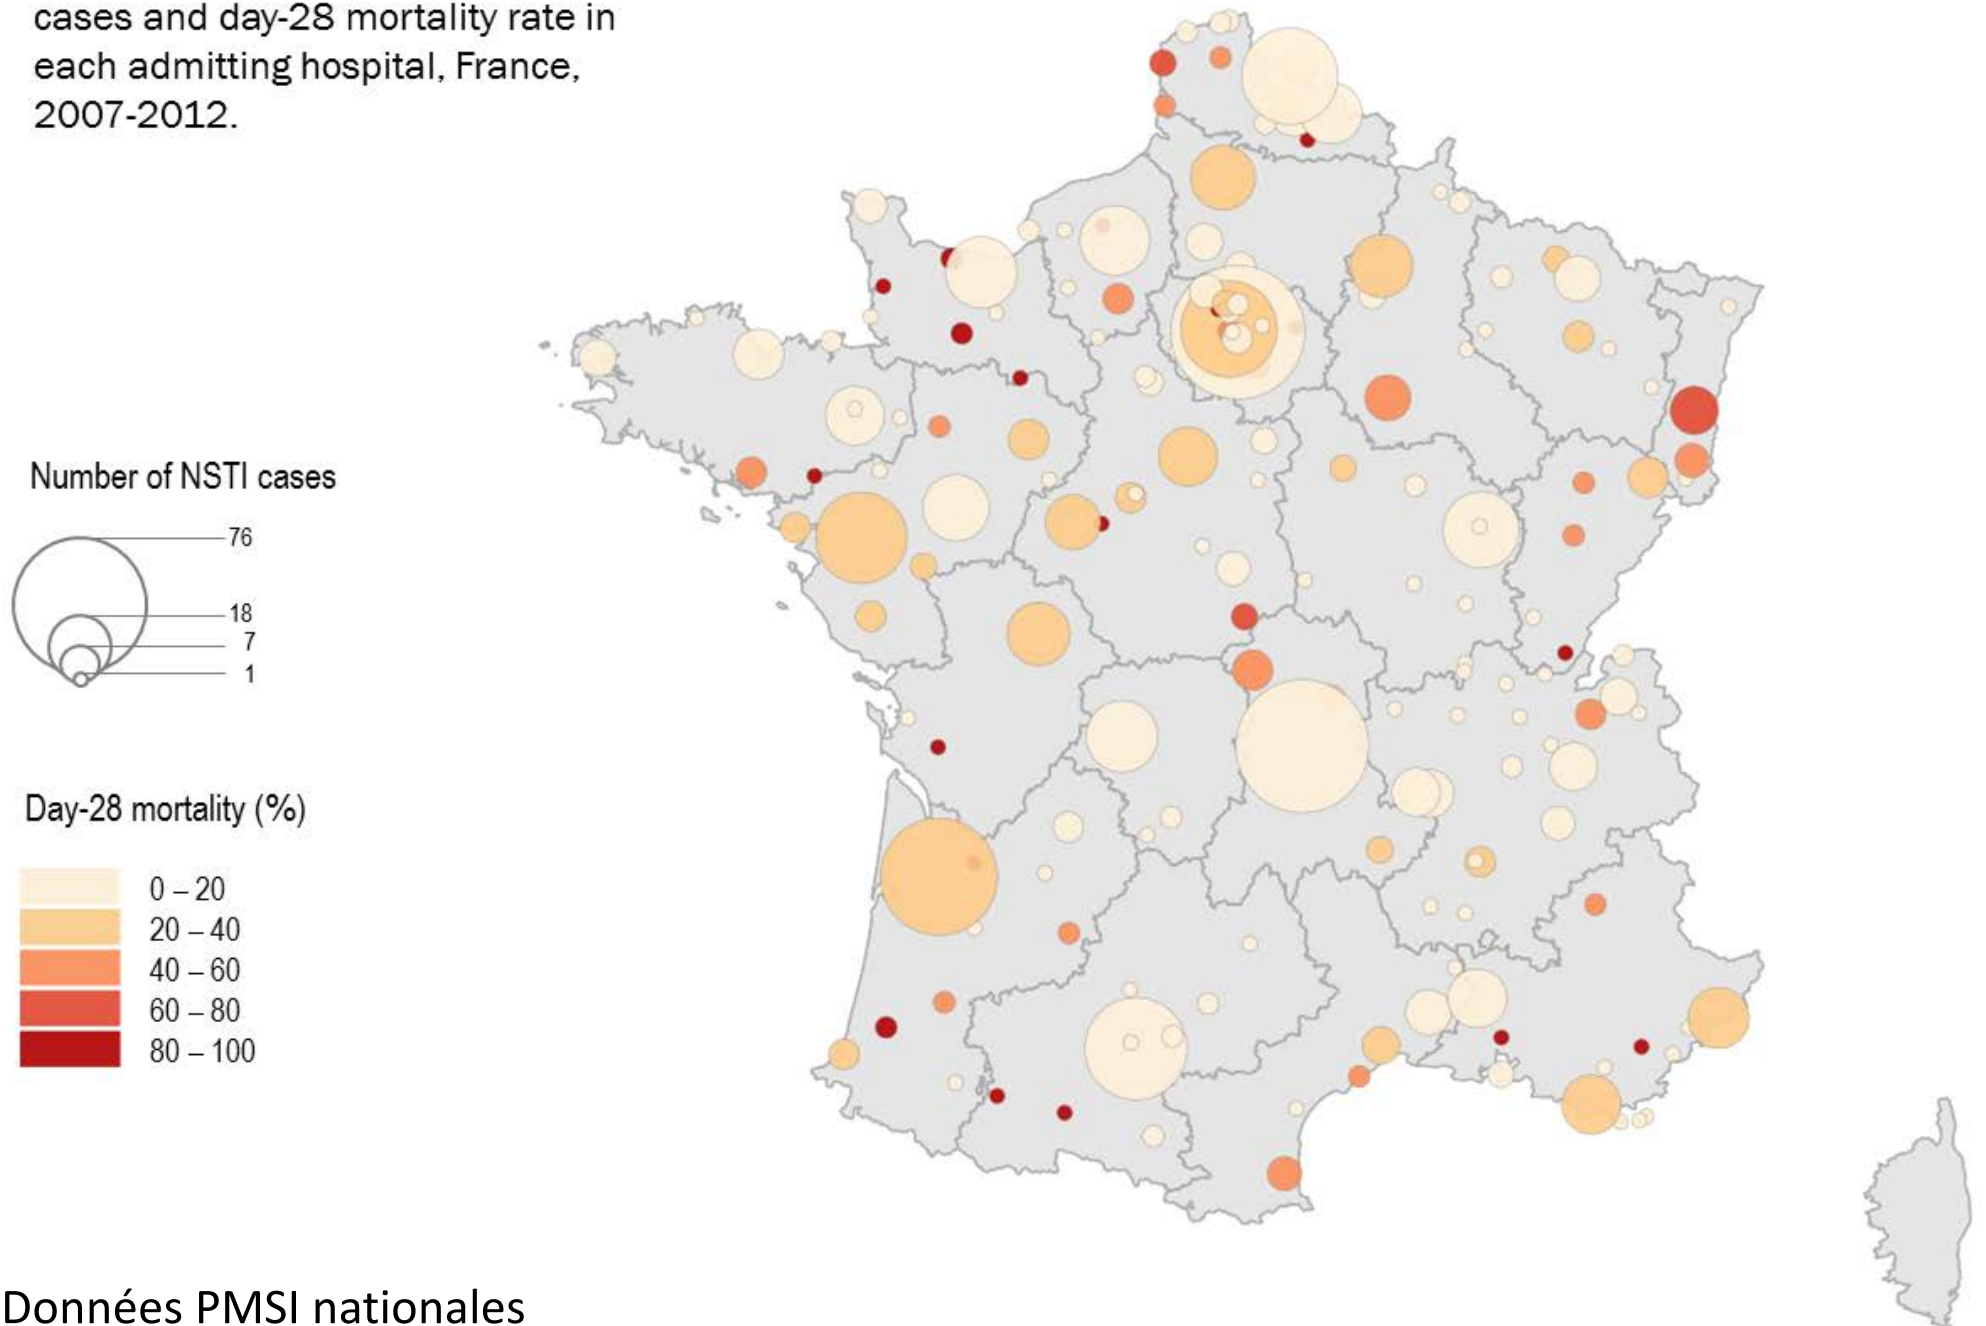 cases and day-28 mortality rate in
each admitting hospital, France,
2007-2012.
Number of NSTI cases
76
18
7
1
Day-28 mortality (%)
0 – 20
20 – 40
40 – 60
60 – 80
80 – 100
Données PMSI nationales